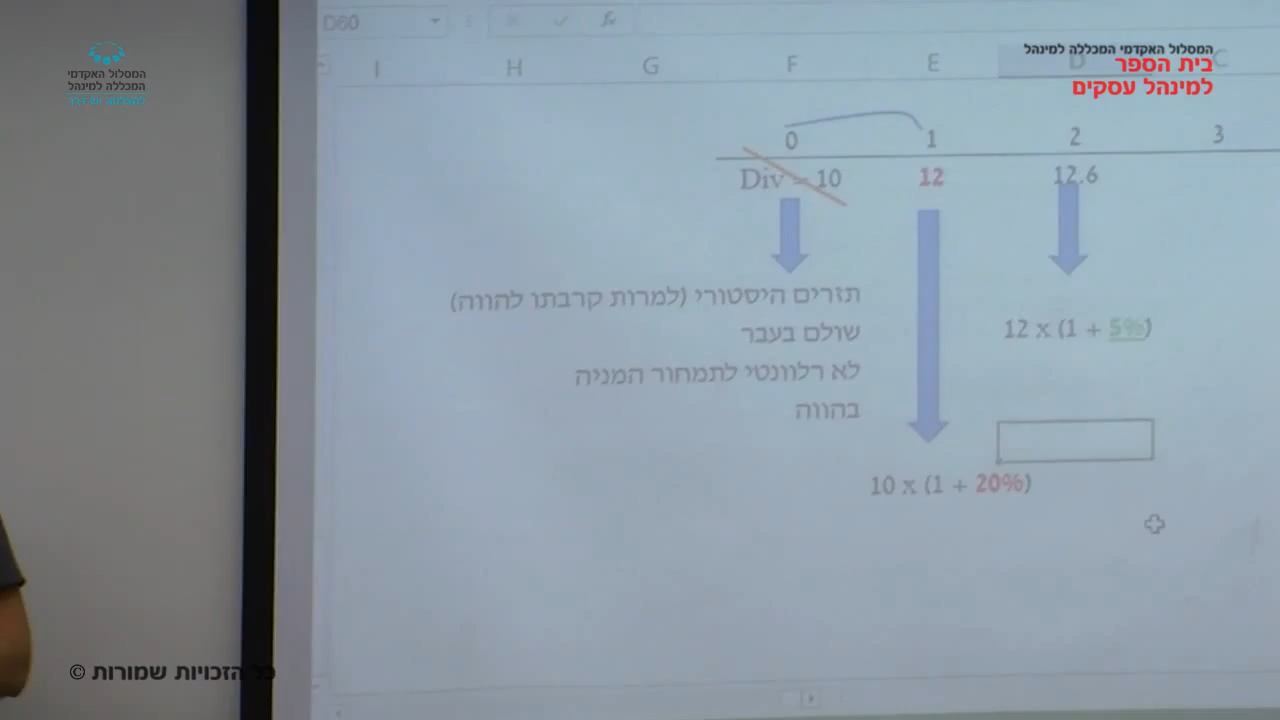 D60
fx
המסלול האקדמי המכללה למינהל
בית הספר
למינהל עסקים
המסלול האקדמי
המכללה למינהל
I H G F E D C
0 1 2 3
Div = 10 12 12.6
תזרים היסטורי (למרות קרבתו להווה)
שולם בעבר
לא רלוונטי לתמחור המניה
בהווה
12 x (1 + 5%)
10 x (1 + 20%)
כל הזכויות שמורות ©